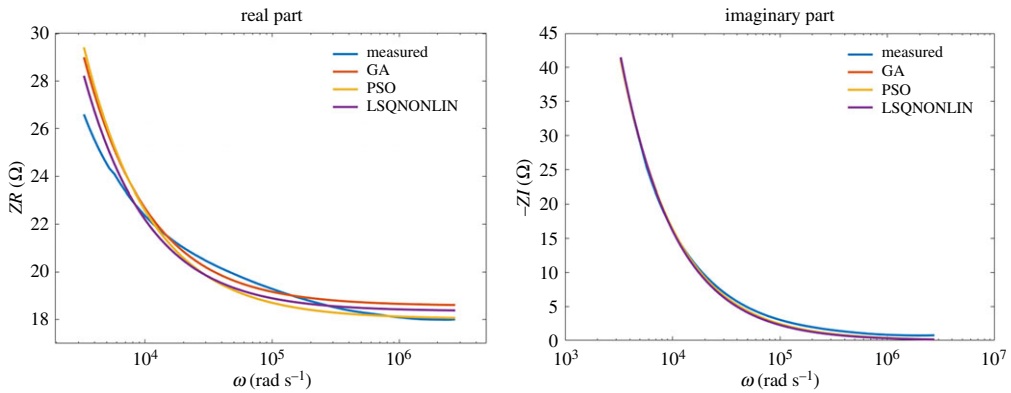 real part
30
28
26
24
22
20
18
ZR (Ω)
measured
GA
PSO
LSQNONLIN
10⁴
10⁵
10⁶
ω (rad s⁻¹)
imaginary part
45
40
35
30
25
20
15
10
5
0
–ZI (Ω)
measured
GA
PSO
LSQNONLIN
10³
10⁴
10⁵
10⁶
10⁷
ω (rad s⁻¹)